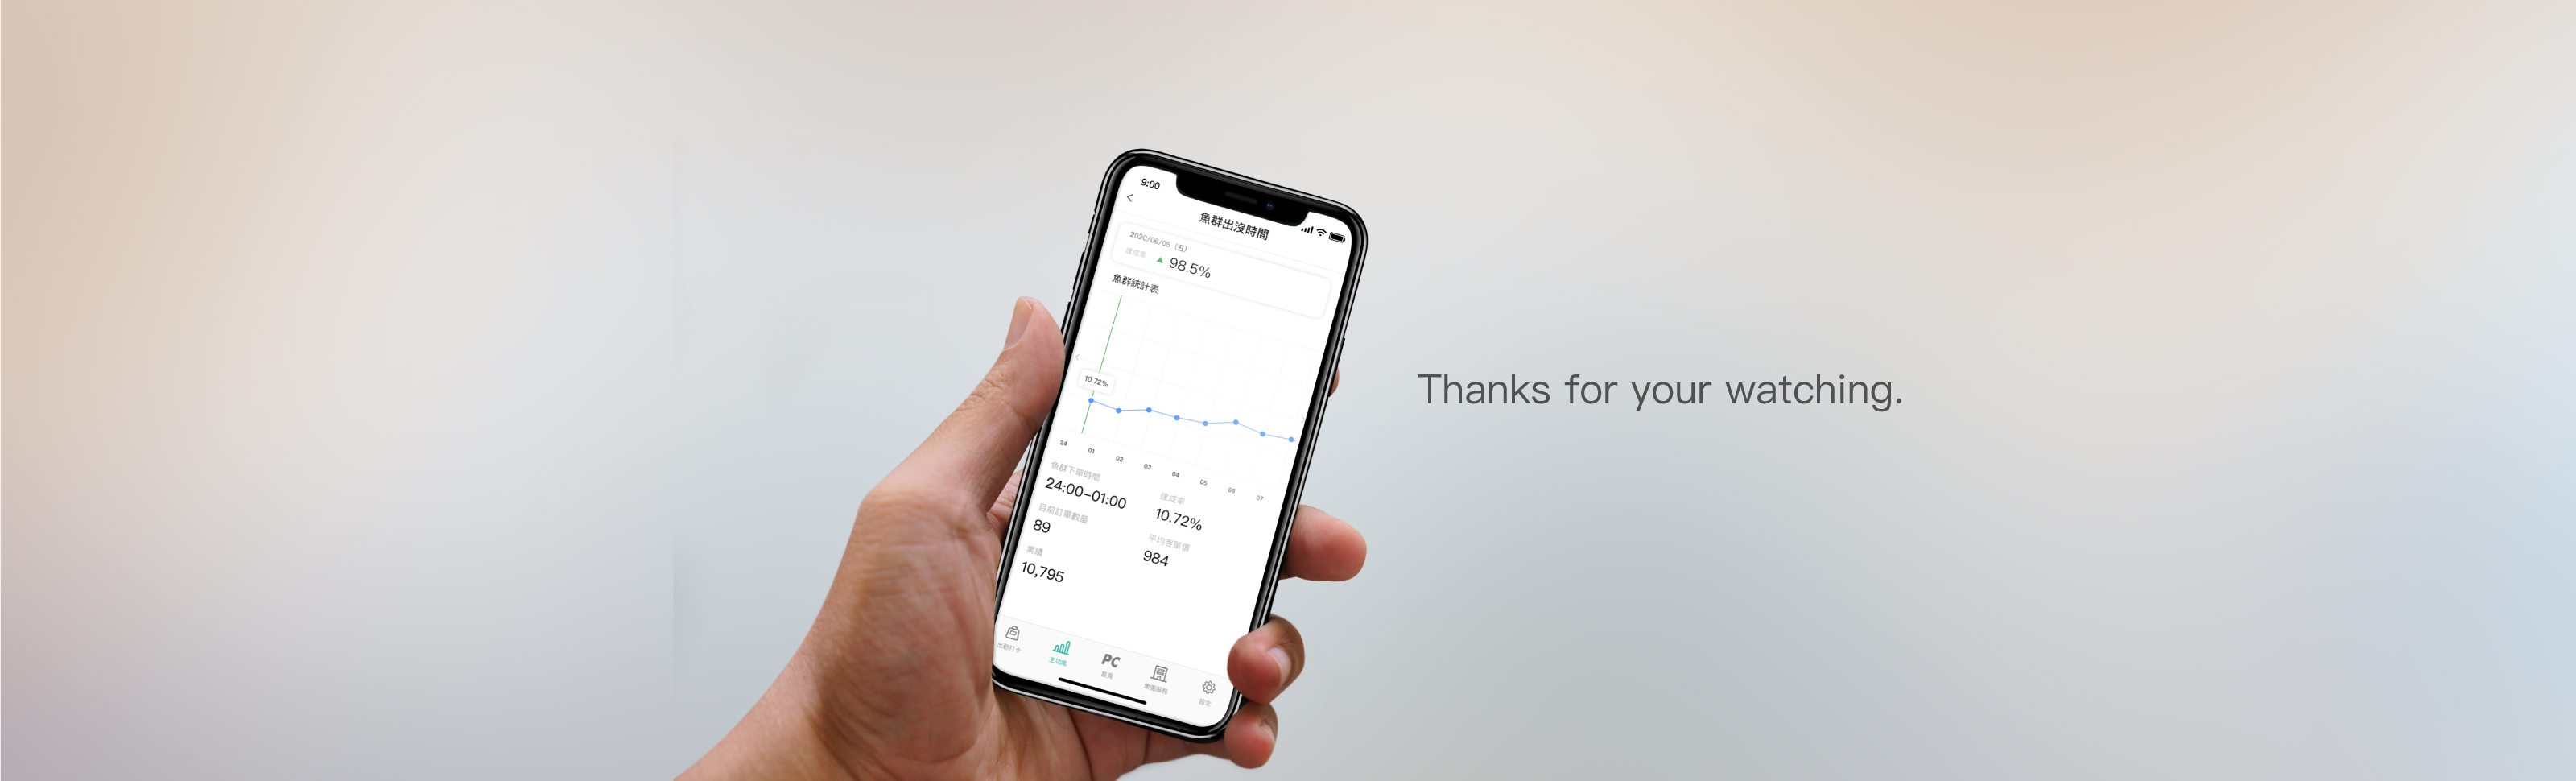 9:00
魚群出沒時間
2020/06/05 (五)
達成率 ▲ 98.5%
魚群統計表
10.72%
24 01 02 03 04 05 06 07
魚群下單時間 達成率
24:00–01:00 10.72%
目前訂單數量 平均客單價
89 984
業績
10,795
出勤打卡 主功能 PC 首頁 集團服務 設定
Thanks for your watching.